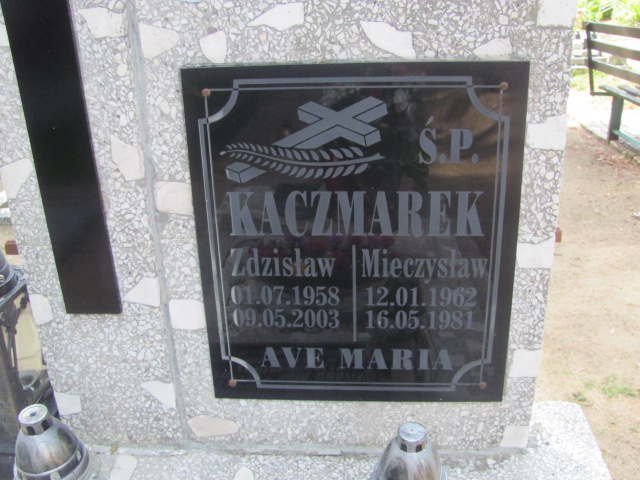 Ś.P.
KACZMAREK
Zdzisław Mieczysław
01.07.1958 12.01.1962
09.05.2003 16.05.1981
AVE MARIA